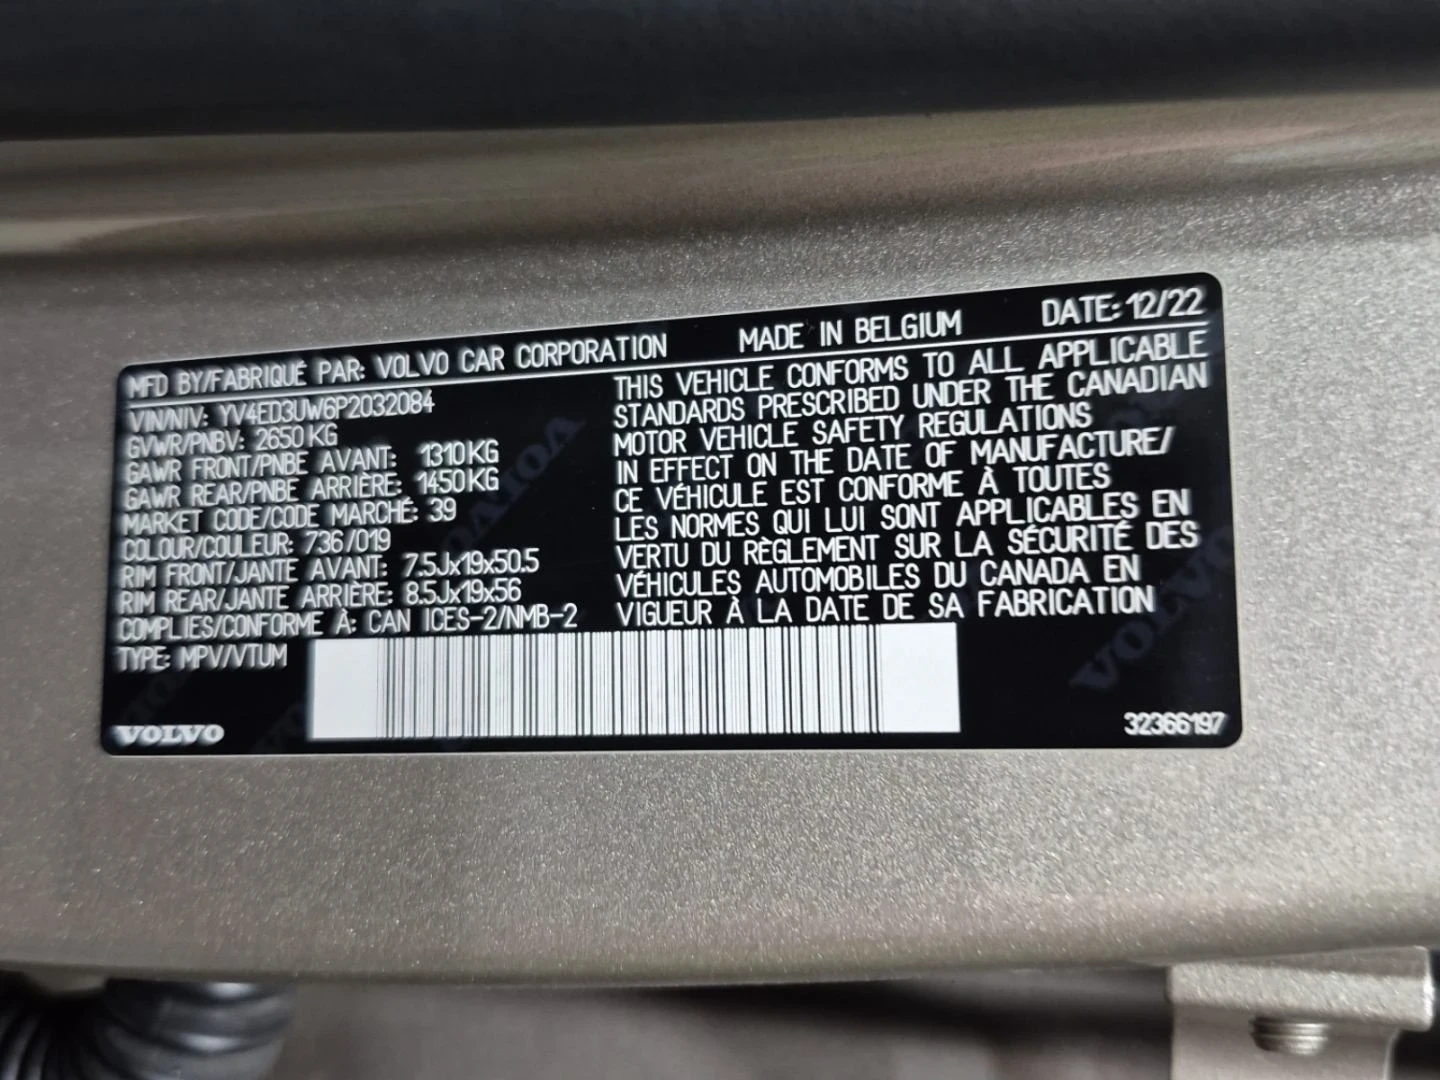 MFD BY/FABRIQUÉ PAR: VOLVO CAR CORPORATION MADE IN BELGIUM DATE: 12/22
VIN/NIV: YV4ED3UW6P2032084
GVWR/PNBV: 2650 KG
GAWR FRONT/PNBE AVANT: 1310 KG
GAWR REAR/PNBE ARRIÈRE: 1450 KG
MARKET CODE/CODE MARCHÉ: 39
COLOUR/COULEUR: 736/019
RIM FRONT/JANTE AVANT: 7.5Jx19x50.5
RIM REAR/JANTE ARRIÈRE: 8.5Jx19x56
COMPLIES/CONFORME À: CAN ICES-2/NMB-2
TYPE: MPV/VTUM
THIS VEHICLE CONFORMS TO ALL APPLICABLE
STANDARDS PRESCRIBED UNDER THE CANADIAN
MOTOR VEHICLE SAFETY REGULATIONS
IN EFFECT ON THE DATE OF MANUFACTURE/
CE VÉHICULE EST CONFORME À TOUTES
LES NORMES QUI LUI SONT APPLICABLES EN
VERTU DU RÈGLEMENT SUR LA SÉCURITÉ DES
VÉHICULES AUTOMOBILES DU CANADA EN
VIGUEUR À LA DATE DE SA FABRICATION
VOLVO
32366197